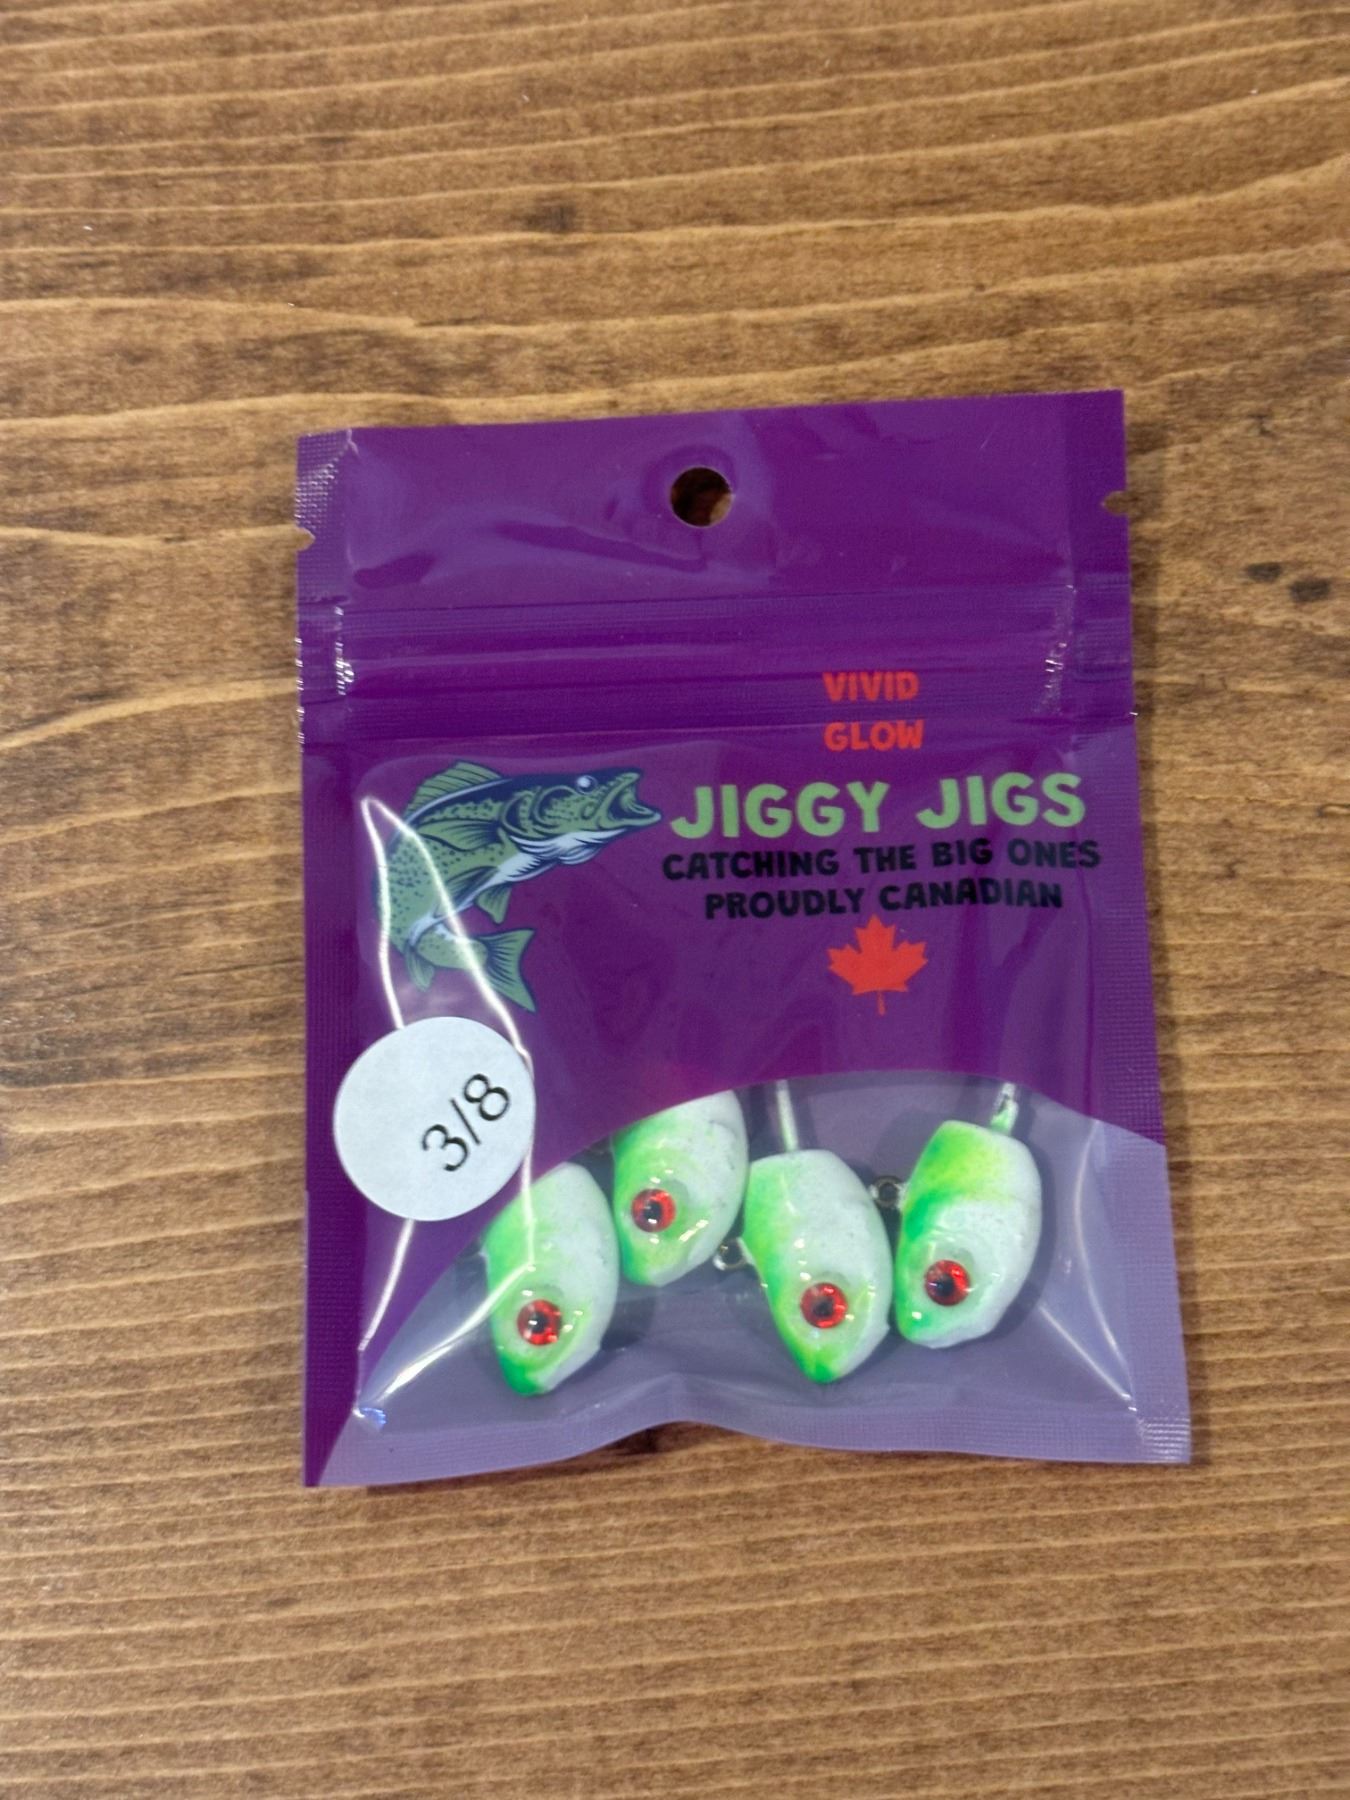 VIVID
GLOW
JIGGY JIGS
CATCHING THE BIG ONES
PROUDLY CANADIAN
3/8